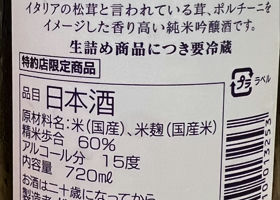 イタリアの松茸と言われている茸、ポルチーニを
イメージした香り高い純米吟醸酒です。
生詰め商品につき要冷蔵
特約店限定商品
プラ
ラベル
品目 日本酒
原材料名:米(国産)、米麹(国産米)
精米歩合 60%
アルコール分 15度
内容量 720ml
お酒は二十歳になってから